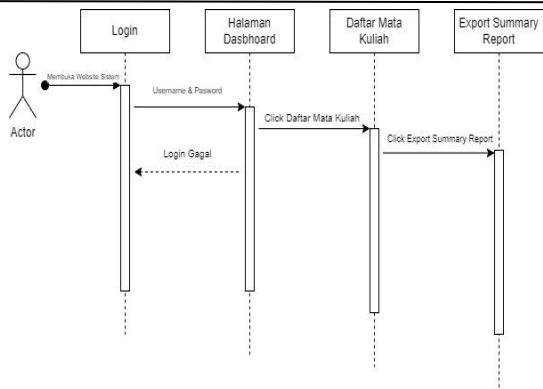 Login
Halaman
Dasbhoard
Daftar Mata
Kuliah
Export Summary
Report
Membuka Website Sistem
Username & Pasword
Click Daftar Mata Kuliah
Click Export Summary Report
Login Gagal
Actor